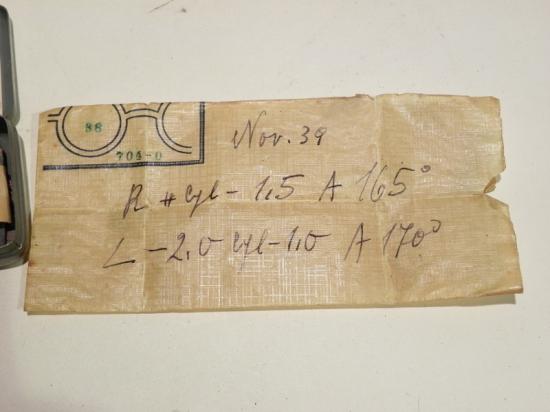 88
704-0
Nov. 39
R # cyl - 1,5 A 165°
L - 2,0 cyl - 1,0 A 170°